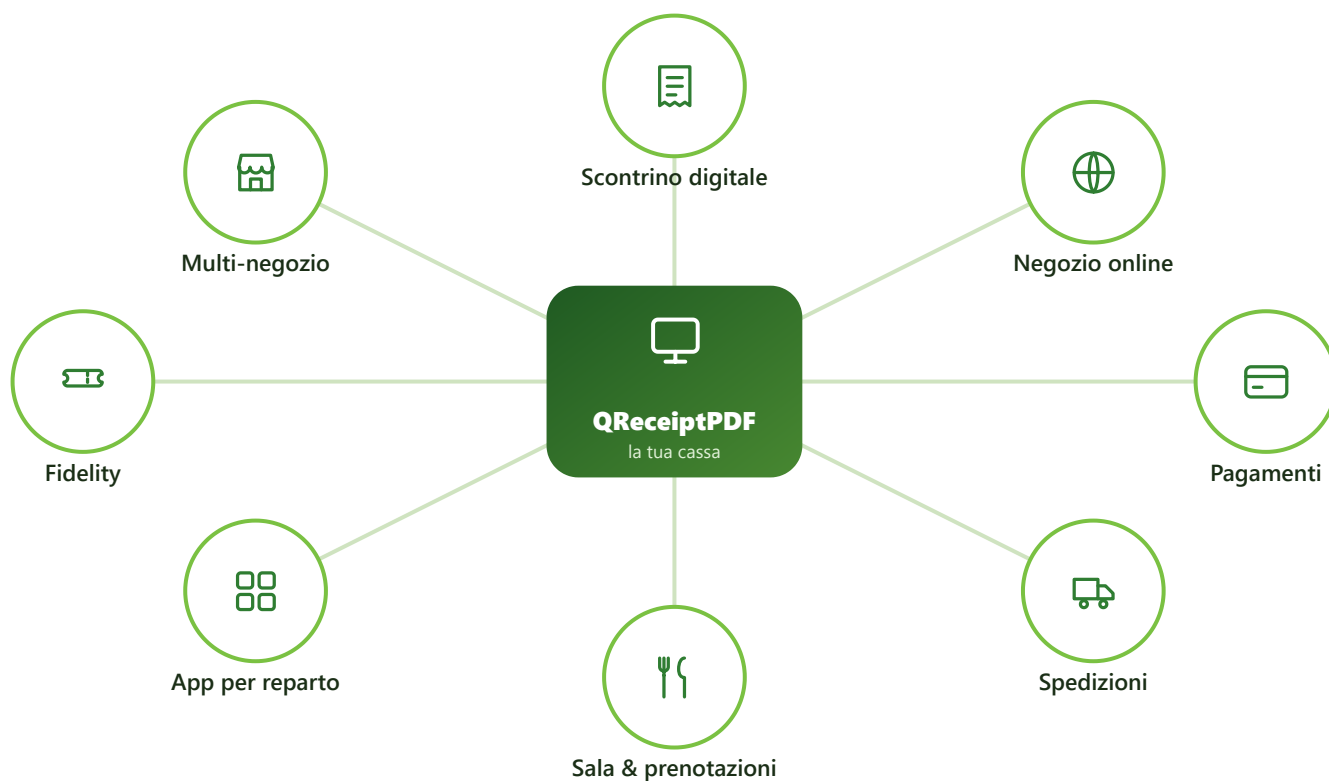 Scontrino digitale
Multi-negozio
Negozio online
QReceiptPDF
la tua cassa
Fidelity
Pagamenti
App per reparto
Spedizioni
Sala & prenotazioni